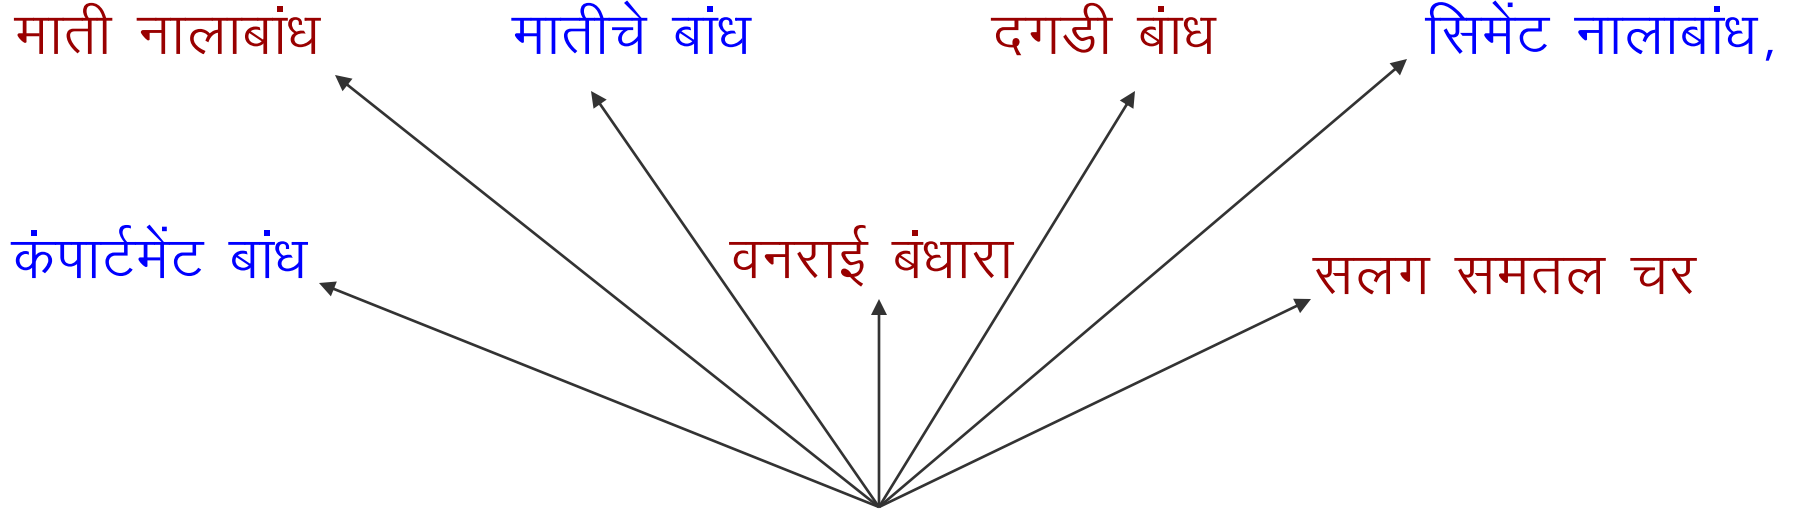 माती नालाबांध
मातीचे बांध
दगडी बांध
सिमेंट नालाबांध,
कंपार्टमेंट बांध
वनराई बंधारा
सलग समतल चर